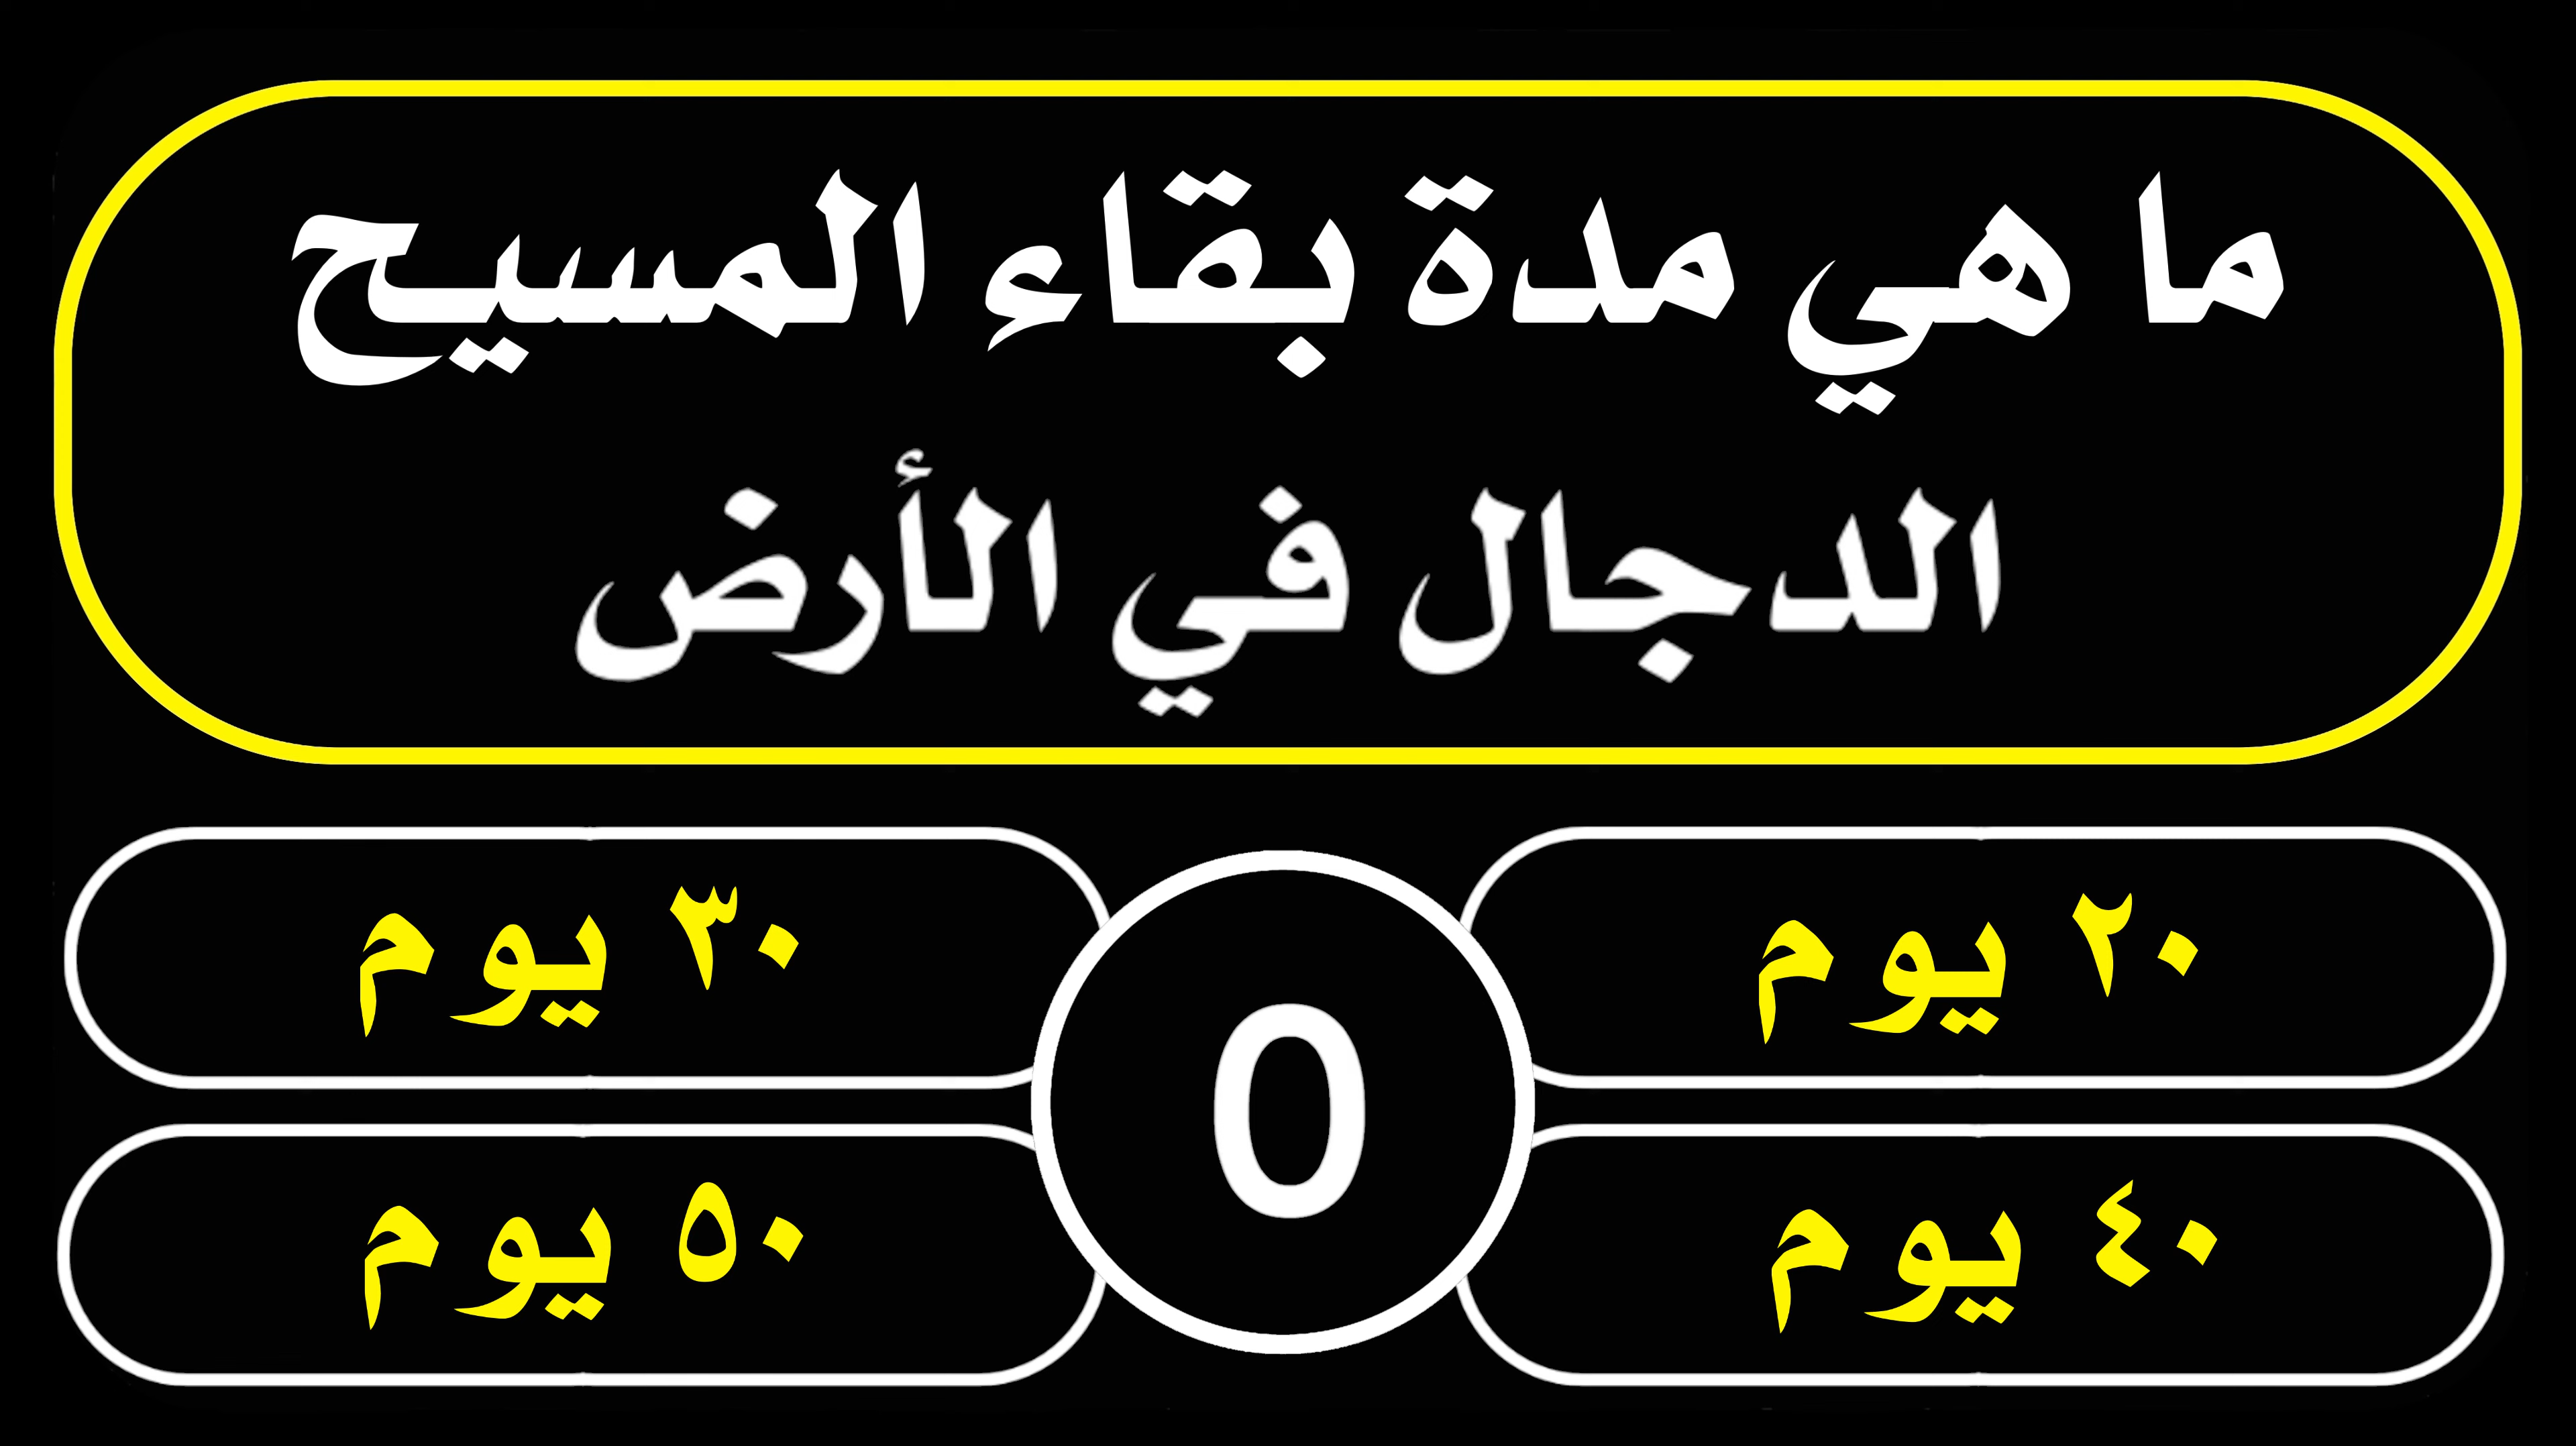 ما هي مدة بقاء المسيح
الدجال في الأرض
٢٠ يوم
٣٠ يوم
0
٤٠ يوم
٥٠ يوم